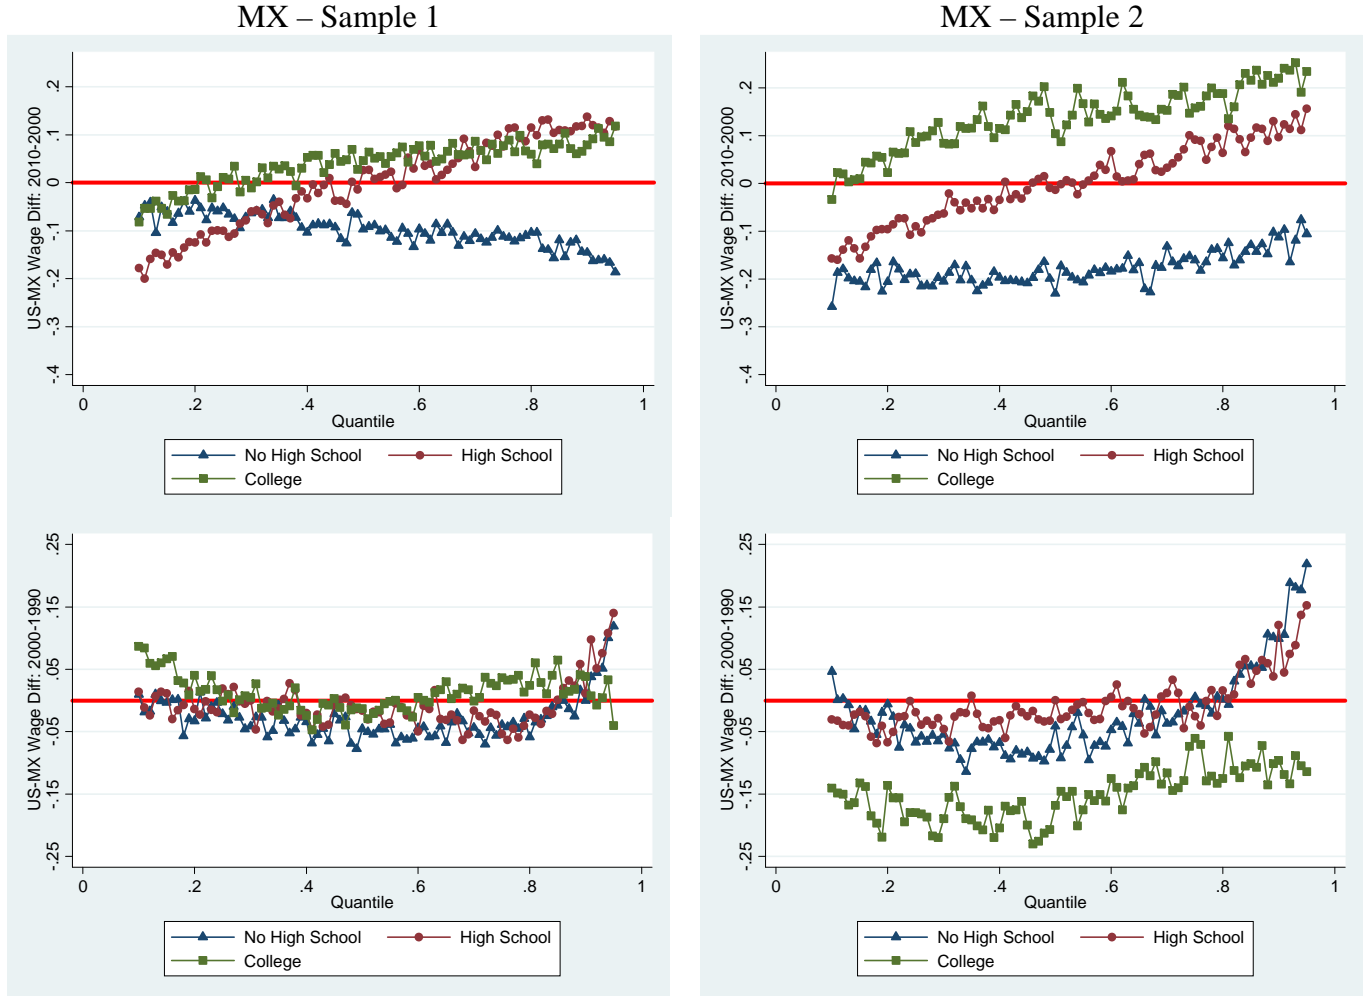 MX – Sample 1
MX – Sample 2
US-MX Wage Diff: 2010-2000
.2
.1
0
-.1
-.2
-.3
-.4
0 .2 .4 .6 .8 1
Quantile
No High School High School
College
US-MX Wage Diff: 2010-2000
.2
.1
0
-.1
-.2
-.3
-.4
0 .2 .4 .6 .8 1
Quantile
No High School High School
College
US-MX Wage Diff: 2000-1990
.25
.15
.05
-.05
-.15
-.25
0 .2 .4 .6 .8 1
Quantile
No High School High School
College
US-MX Wage Diff: 2000-1990
.25
.15
.05
-.05
-.15
-.25
0 .2 .4 .6 .8 1
Quantile
No High School High School
College